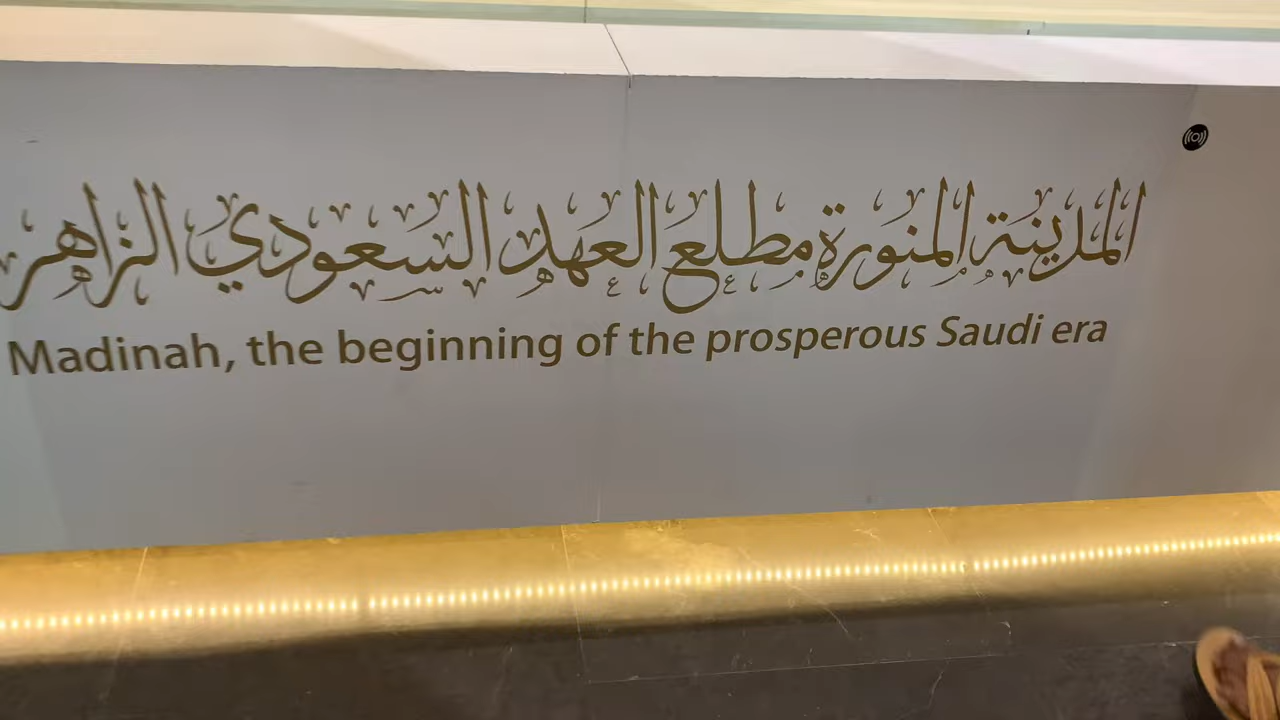 المدينة المنورة مطلع العهد السعودي الزاهر
Madinah, the beginning of the prosperous Saudi era